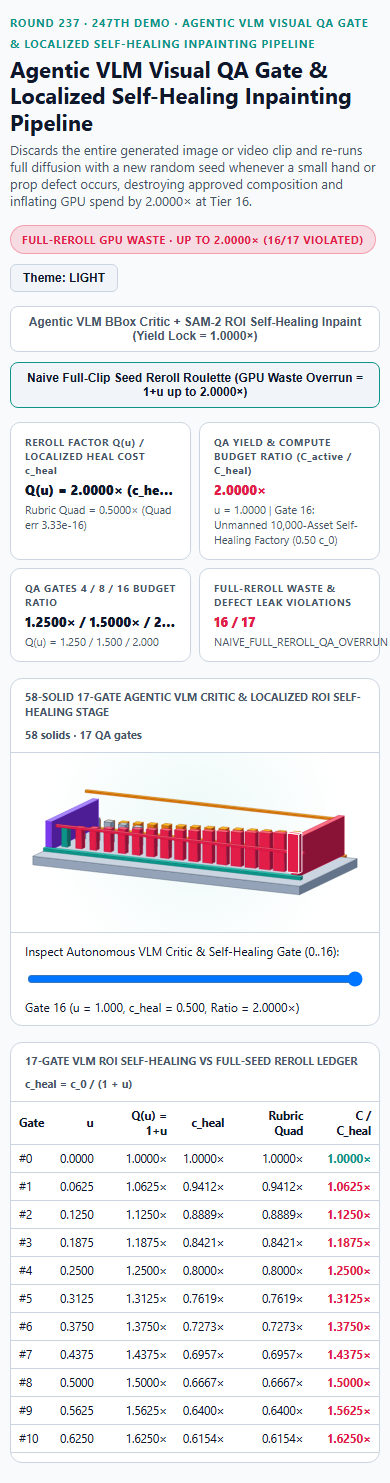 ROUND 237 · 247TH DEMO · AGENTIC VLM VISUAL QA GATE
& LOCALIZED SELF-HEALING INPAINTING PIPELINE
Agentic VLM Visual QA Gate &
Localized Self-Healing Inpainting
Pipeline
Discards the entire generated image or video clip and re-runs
full diffusion with a new random seed whenever a small hand or
prop defect occurs, destroying approved composition and
inflating GPU spend by 2.0000× at Tier 16.
FULL-REROLL GPU WASTE · UP TO 2.0000× (16/17 VIOLATED)
Theme: LIGHT
Agentic VLM BBox Critic + SAM-2 ROI Self-Healing Inpaint
(Yield Lock = 1.0000×)
Naive Full-Clip Seed Reroll Roulette (GPU Waste Overrun =
1+u up to 2.0000×)
REROLL FACTOR Q(u) /
LOCALIZED HEAL COST
c_heal
Q(u) = 2.0000× (c_he...
Rubric Quad = 0.5000× (Quad
err 3.33e-16)
QA YIELD & COMPUTE
BUDGET RATIO (C_active /
C_heal)
2.0000×
u = 1.0000 | Gate 16:
Unmanned 10,000-Asset Self-
Healing Factory (0.50 c_0)
QA GATES 4 / 8 / 16 BUDGET
RATIO
1.2500× / 1.5000× / 2...
Q(u) = 1.250 / 1.500 / 2.000
FULL-REROLL WASTE &
DEFECT LEAK VIOLATIONS
16 / 17
NAIVE_FULL_REROLL_QA_OVERRUN
58-SOLID 17-GATE AGENTIC VLM CRITIC & LOCALIZED ROI SELF-
HEALING STAGE
58 solids · 17 QA gates
Inspect Autonomous VLM Critic & Self-Healing Gate (0..16):
Gate 16 (u = 1.000, c_heal = 0.500, Ratio = 2.0000×)
17-GATE VLM ROI SELF-HEALING VS FULL-SEED REROLL LEDGER
c_heal = c_0 / (1 + u)
Gate u Q(u) = 1+u c_heal Rubric Quad C / C_Heal
#0 0.0000 1.0000× 1.0000× 1.0000× 1.0000×
#1 0.0625 1.0625× 0.9412× 0.9412× 1.0625×
#2 0.1250 1.1250× 0.8889× 0.8889× 1.1250×
#3 0.1875 1.1875× 0.8421× 0.8421× 1.1875×
#4 0.2500 1.2500× 0.8000× 0.8000× 1.2500×
#5 0.3125 1.3125× 0.7619× 0.7619× 1.3125×
#6 0.3750 1.3750× 0.7273× 0.7273× 1.3750×
#7 0.4375 1.4375× 0.6957× 0.6957× 1.4375×
#8 0.5000 1.5000× 0.6667× 0.6667× 1.5000×
#9 0.5625 1.5625× 0.6400× 0.6400× 1.5625×
#10 0.6250 1.6250× 0.6154× 0.6154× 1.6250×